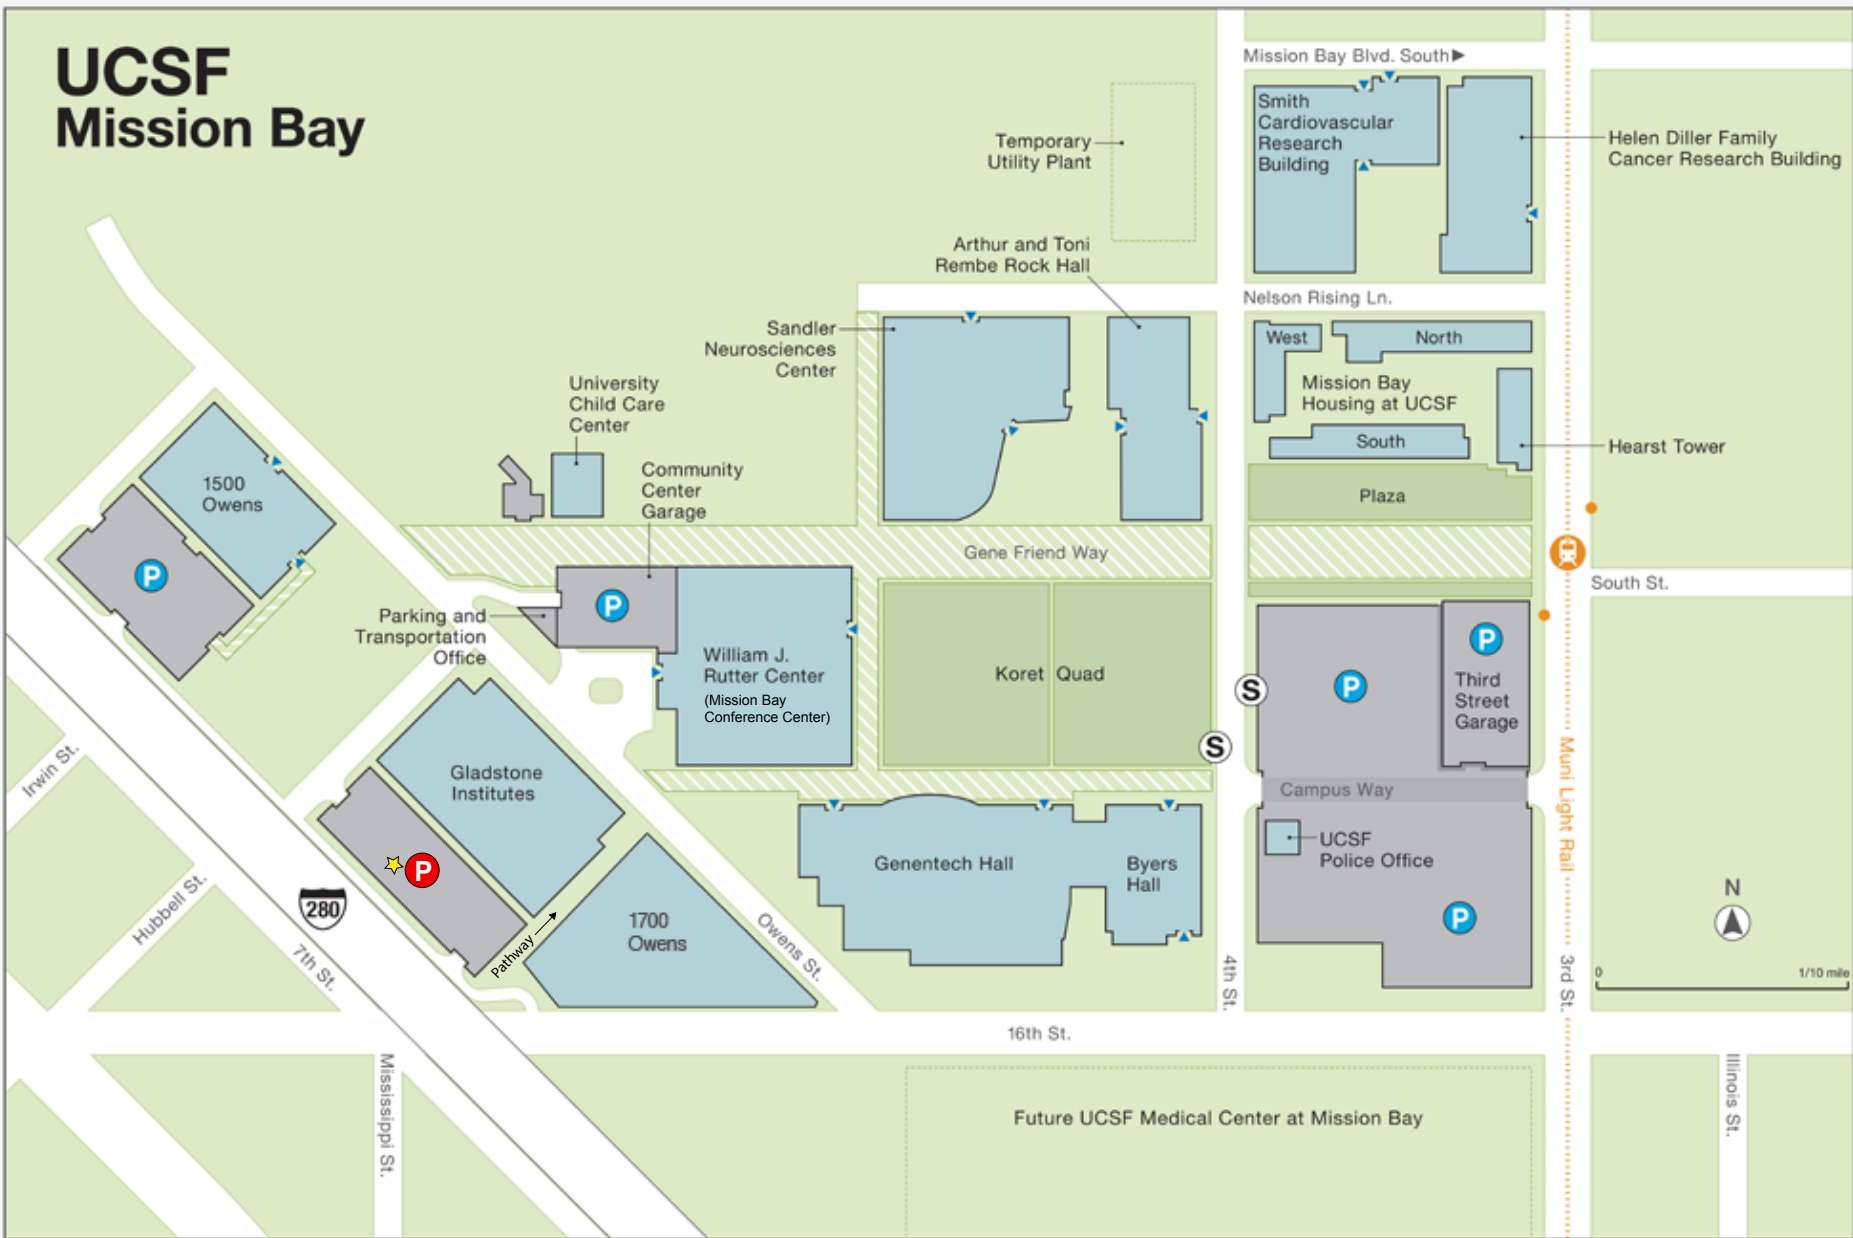 UCSF
Mission Bay
Mission Bay Blvd. South
Smith
Cardiovascular
Research
Building
Helen Diller Family
Cancer Research Building
Temporary
Utility Plant
Arthur and Toni
Rembe Rock Hall
Nelson Rising Ln.
Sandler
Neurosciences
Center
West
North
Mission Bay
Housing at UCSF
South
Hearst Tower
Plaza
University
Child Care
Center
Community
Center
Garage
1500
Owens
P
Gene Friend Way
South St.
Parking and
Transportation
Office
P
William J.
Rutter Center
(Mission Bay
Conference Center)
Koret Quad
S
S
P
P
Third
Street
Garage
Muni Light Rail
Campus Way
UCSF
Police Office
P
Gladstone
Institutes
P
Pathway
1700
Owens
Owens St.
Genentech Hall
Byers
Hall
Irwin St.
Hubbell St.
280
7th St.
4th St.
3rd St.
N
0
1/10 mile
16th St.
Mississippi St.
Illinois St.
Future UCSF Medical Center at Mission Bay